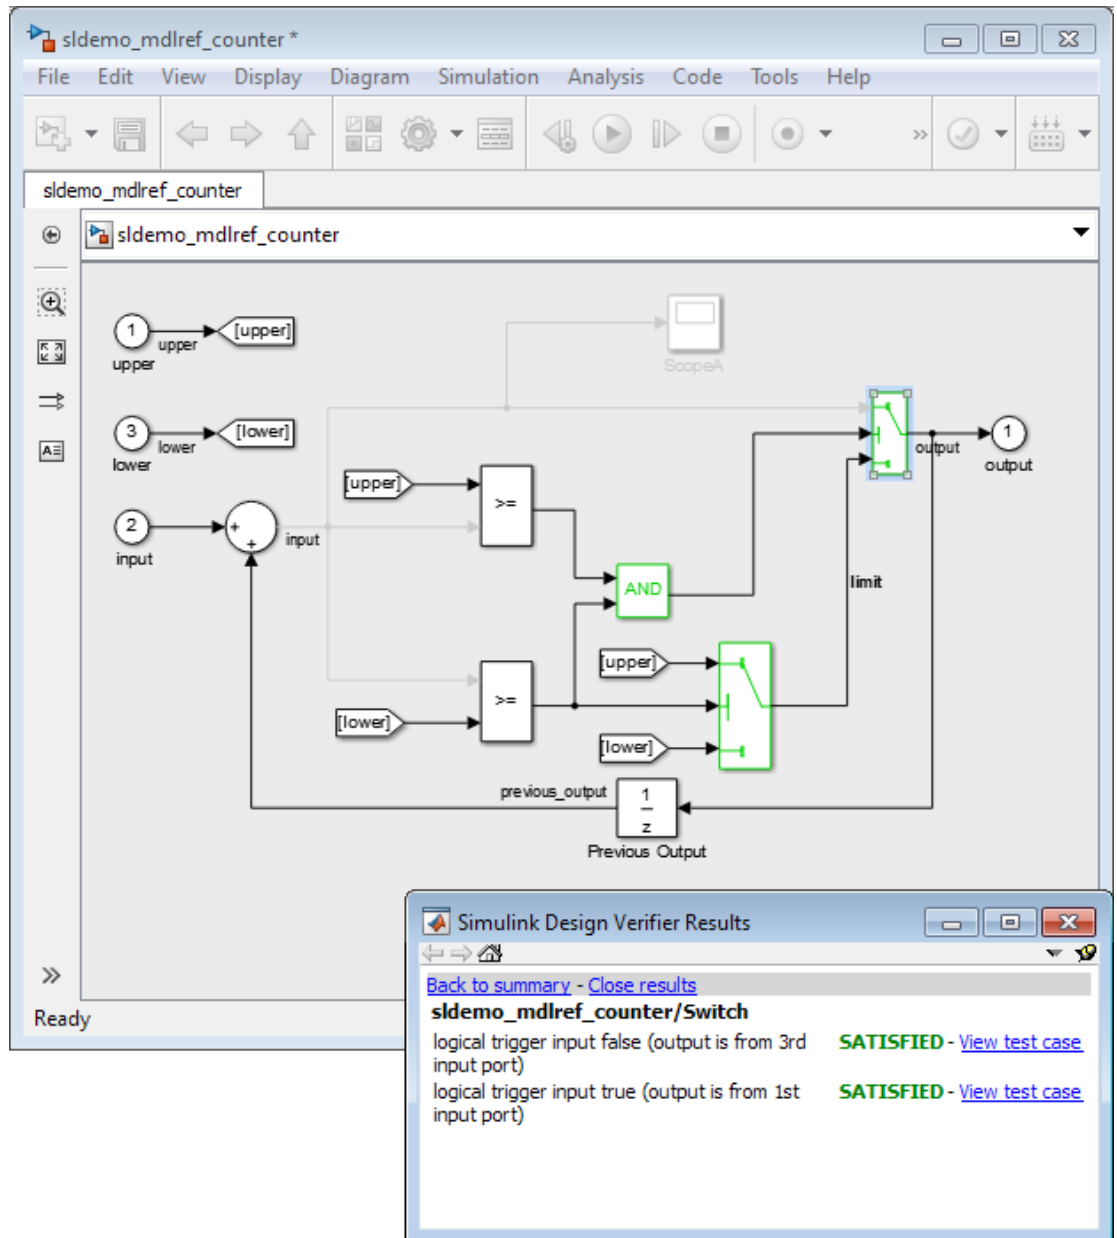 sldemo_mdlref_counter *
File Edit View Display Diagram Simulation Analysis Code Tools Help
sldemo_mdlref_counter
sldemo_mdlref_counter
1
upper
upper
[upper]
ScopeA
3
lower
lower
[lower]
1
output
output
[upper]
>=
2
input
+
+
input
AND
limit
[upper]
>=
[lower]
[lower]
previous_output
1
z
Previous Output
Ready
Simulink Design Verifier Results
Back to summary - Close results
sldemo_mdlref_counter/Switch
logical trigger input false (output is from 3rd SATISFIED - View test case
input port)
logical trigger input true (output is from 1st SATISFIED - View test case
input port)